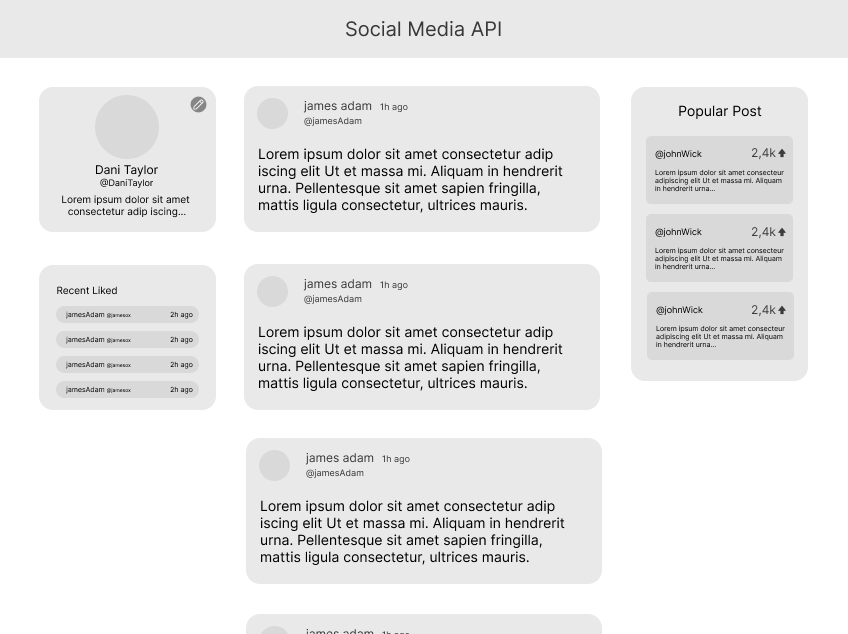 Social Media API
Dani Taylor
@DaniTaylor
Lorem ipsum dolor sit amet
consectetur adip iscing...
Recent Liked
jamesAdam @jamesox 2h ago
jamesAdam @jamesox 2h ago
jamesAdam @jamesox 2h ago
jamesAdam @jamesox 2h ago
james adam 1h ago
@jamesAdam
Lorem ipsum dolor sit amet consectetur adip
iscing elit Ut et massa mi. Aliquam in hendrerit
urna. Pellentesque sit amet sapien fringilla,
mattis ligula consectetur, ultrices mauris.
james adam 1h ago
@jamesAdam
Lorem ipsum dolor sit amet consectetur adip
iscing elit Ut et massa mi. Aliquam in hendrerit
urna. Pellentesque sit amet sapien fringilla,
mattis ligula consectetur, ultrices mauris.
james adam 1h ago
@jamesAdam
Lorem ipsum dolor sit amet consectetur adip
iscing elit Ut et massa mi. Aliquam in hendrerit
urna. Pellentesque sit amet sapien fringilla,
mattis ligula consectetur, ultrices mauris.
james adam 1h ago
Popular Post
@johnWick 2,4k
Lorem ipsum dolor sit amet consectetur
adipiscing elit Ut et massa mi. Aliquam
in hendrerit urna...
@johnWick 2,4k
Lorem ipsum dolor sit amet consectetur
adipiscing elit Ut et massa mi. Aliquam
in hendrerit urna...
@johnWick 2,4k
Lorem ipsum dolor sit amet consectetur
adipiscing elit Ut et massa mi. Aliquam
in hendrerit urna...